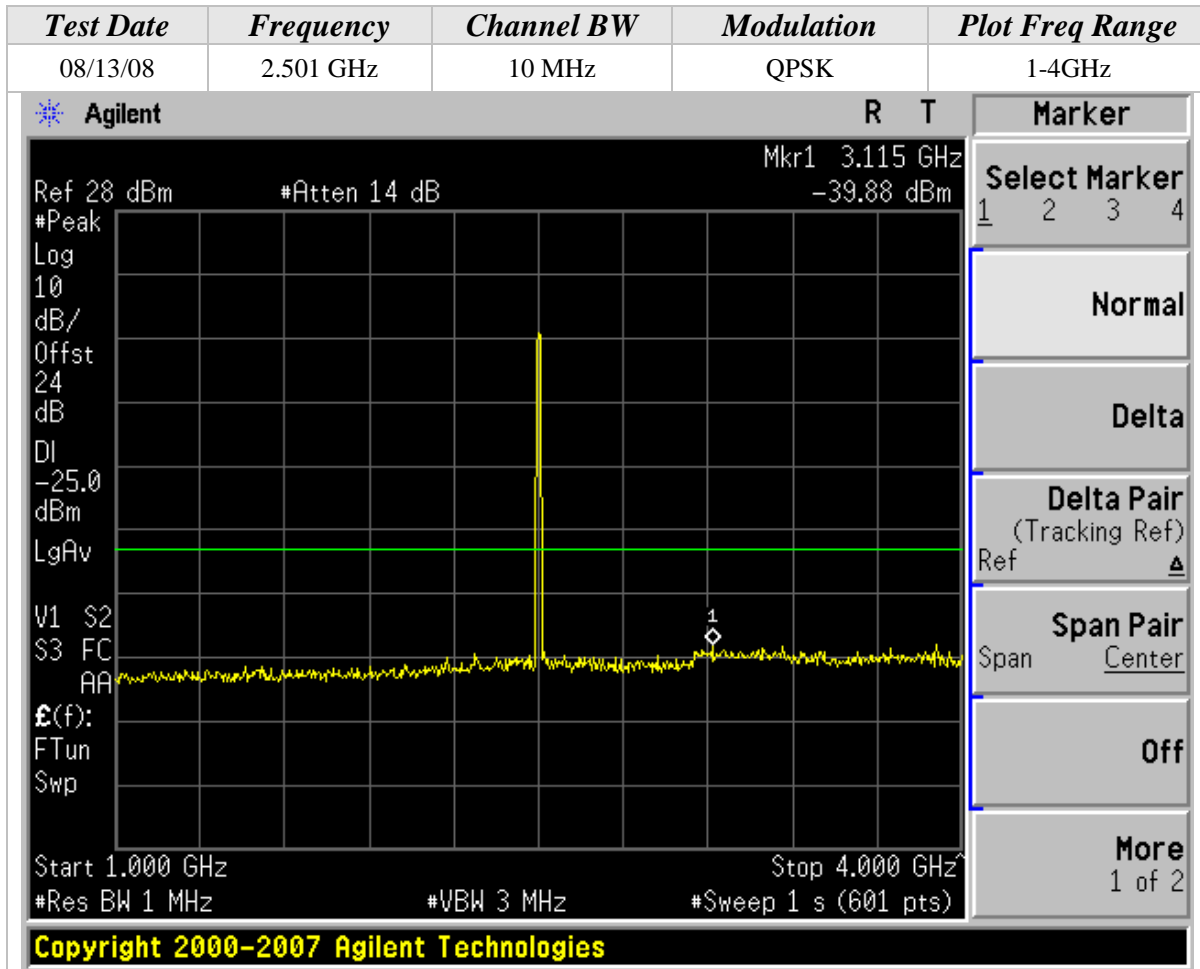 Test Date Frequency Channel BW Modulation Plot Freq Range
08/13/08 2.501 GHz 10 MHz QPSK 1-4GHz
Agilent R T Marker
Mkr1 3.115 GHz
Ref 28 dBm #Atten 14 dB -39.88 dBm
#Peak
Log
10
dB/
Offst
24
dB
DI
-25.0
dBm
LgAv
V1 S2
S3 FC
AA
£(f):
FTun
Swp
1
Start 1.000 GHz Stop 4.000 GHz^
#Res BW 1 MHz #VBW 3 MHz #Sweep 1 s (601 pts)
Select Marker
1 2 3 4
Normal
Delta
Delta Pair
(Tracking Ref)
Ref Δ
Span Pair
Span Center
Off
More
1 of 2
Copyright 2000-2007 Agilent Technologies